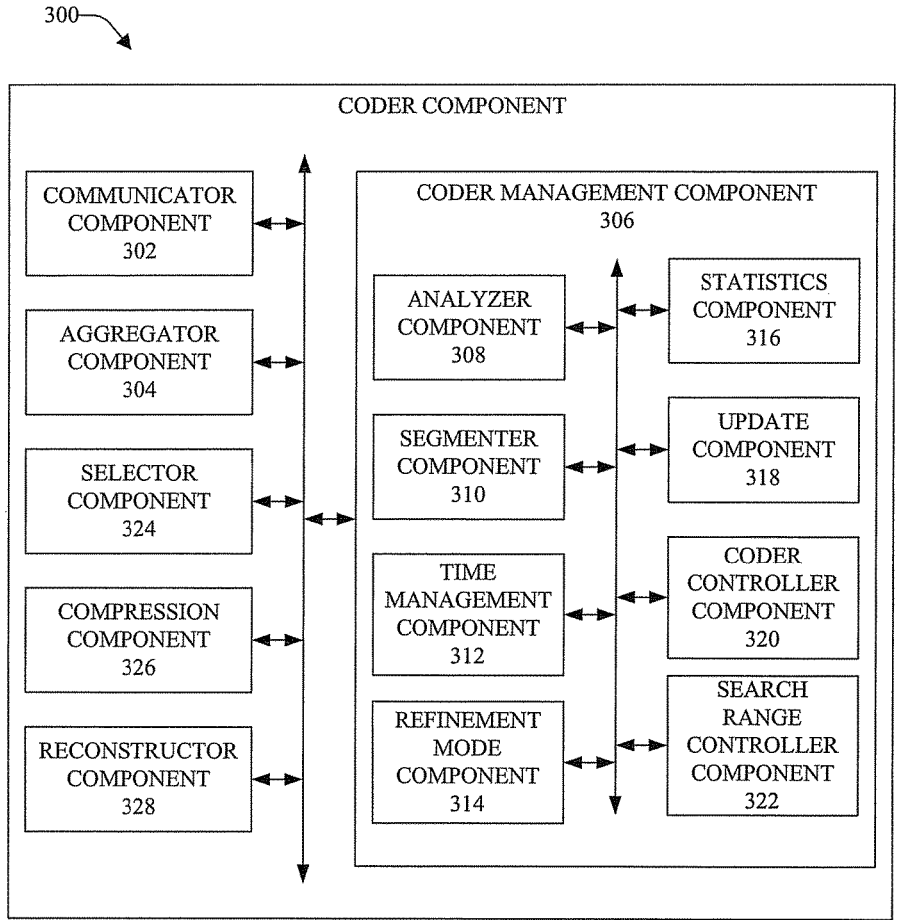 300
CODER COMPONENT
COMMUNICATOR
COMPONENT
302
AGGREGATOR
COMPONENT
304
SELECTOR
COMPONENT
324
COMPRESSION
COMPONENT
326
RECONSTRUCTOR
COMPONENT
328
CODER MANAGEMENT COMPONENT
306
ANALYZER
COMPONENT
308
SEGMENTER
COMPONENT
310
TIME
MANAGEMENT
COMPONENT
312
REFINEMENT
MODE
COMPONENT
314
STATISTICS
COMPONENT
316
UPDATE
COMPONENT
318
CODER
CONTROLLER
COMPONENT
320
SEARCH
RANGE
CONTROLLER
COMPONENT
322